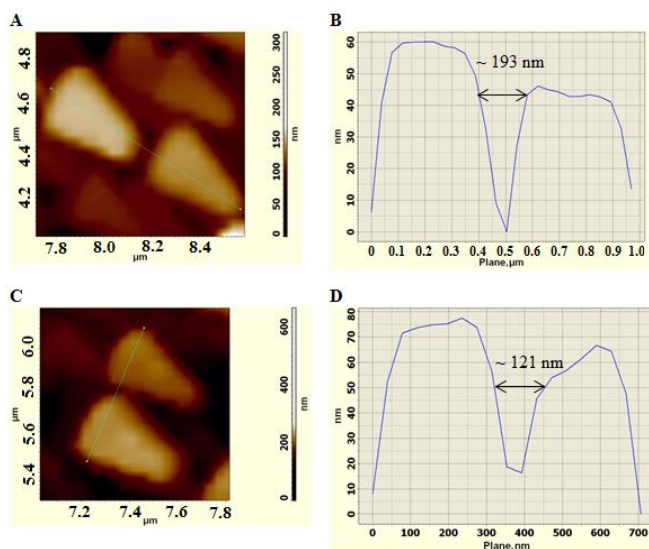 A
4.8
4.6
4.4
4.2
µm
7.8 8.0 8.2 8.4
µm
300
250
200
150
100
50
0
nm
B
60
50
40
30
20
10
0
nm
~ 193 nm
0 0.1 0.2 0.3 0.4 0.5 0.6 0.7 0.8 0.9 1.0
Plane,µm
C
6.0
5.8
5.6
5.4
µm
7.2 7.4 7.6 7.8
µm
600
400
200
0
nm
D
80
70
60
50
40
30
20
10
0
nm
~ 121 nm
0 100 200 300 400 500 600 700
Plane,nm